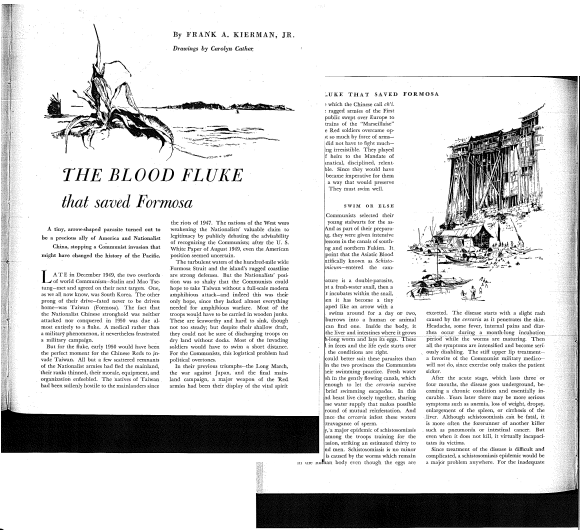 By FRANK A. KIERMAN, JR.
Drawings by Carolyn Cather
THE BLOOD FLUKE
that saved Formosa
A tiny, arrow-shaped parasite turned out to
be a precious ally of America and Nationalist
China, stopping a Communist invasion that
might have changed the history of the Pacific.
LATE in December 1949, the two overlords
of world Communism—Stalin and Mao Tse-
tung—met and agreed on their next targets. One,
as we all now know, was South Korea. The other
prong of their drive—fated never to be driven
home—was Taiwan (Formosa). The fact that
the Nationalist Chinese stronghold was neither
attacked nor conquered in 1950 was due al-
most entirely to a fluke. A medical rather than
a military phenomenon, it nevertheless frustrated
a military campaign.
But for the fluke, early 1950 would have been
the perfect moment for the Chinese Reds to in-
vade Taiwan. All but a few scattered remnants
of the Nationalist armies had fled the mainland,
their ranks thinned, their morale, equipment, and
organization enfeebled. The natives of Taiwan
had been sullenly hostile to the mainlanders since
the riots of 1947. The nations of the West were
weakening the Nationalists' valuable claim to
legitimacy by publicly debating the advisability
of recognizing the Communists; after the U. S.
White Paper of August 1949, even the American
position seemed uncertain.
The turbulent waters of the hundred-mile wide
Formosa Strait and the island's rugged coastline
are strong defenses. But the Nationalists' posi-
tion was so shaky that the Communists could
hope to take Taiwan without a full-scale modern
amphibious attack—and indeed this was their
only hope, since they lacked almost everything
needed for amphibious warfare. Most of the
troops would have to be carried in wooden junks.
These are seaworthy and hard to sink, though
not too steady; but despite their shallow draft,
they could not be sure of discharging troops on
dry land without docks. Most of the invading
soldiers would have to swim a short distance.
For the Communists, this logistical problem had
political overtones.
In their previous triumphs—the Long March,
the war against Japan, and the final main-
land campaign, a major weapon of the Red
armies had been their display of the vital spirit
LUKE THAT SAVED FORMOSA
which the Chinese call ch'i.
ragged armies of the First
public swept over Europe to
trains of the "Marseillaise"
e Red soldiers overcame op-
t so much by force of arms—
did not have to fight much—
ng irresistible. They played
heirs to the Mandate of
matical, disciplined, relent-
ble. Since they would have
became imperative for them
a way that would preserve
They must swim well.
SWIM OR ELSE
Communists selected their
young stalwarts for the as-
And as part of their prepara-
g, they were given intensive
lessons in the canals of south-
ng and northern Fukien. It
point that the Asiatic Blood
ntifically known as Schisto-
onicum—entered the cam-
reature is a double-parasite,
t a fresh-water snail, then a
incubates within the snail,
en it has become a tiny
aped like an arrow with a
swims around for a day or two,
burrows into a human or animal
can find one. Inside the body, it
the liver and intestines where it grows
h-long worm and lays its eggs. These
in feces and the life cycle starts over
the conditions are right.
could better suit these parasites than
in the two provinces the Communists
their swimming practice. Fresh water
h in the gently flowing canals, which
enough to let the cercaria survive
brief swimming escapades. In this
nd beast live closely together, sharing
me water supply that makes possible
round of mutual reinfestation. And
ince the cercaria infest these waters
travagance of sperm.
a major epidemic of schistosomiasis
among the troops training for the
asion, striking an estimated thirty to
nd men. Schistosomiasis is no minor
is caused by the worms which remain
in the human body even though the eggs are
excreted. The disease starts with a slight rash
caused by the cercaria as it penetrates the skin.
Headache, some fever, internal pains and diar-
rhea occur during a month-long incubation
period while the worms are maturing. Then
all the symptoms are intensified and become seri-
ously disabling. The stiff upper lip treatment—
a favorite of the Communist military medico—
will not do, since exercise only makes the patient
sicker.
After the acute stage, which lasts three or
four months, the disease goes underground, be-
coming a chronic condition and essentially in-
curable. Years later there may be more serious
symptoms such as anemia, loss of weight, dropsy,
enlargement of the spleen, or cirrhosis of the
liver. Although schistosomiasis can be fatal, it
is more often the forerunner of another killer
such as pneumonia or intestinal cancer. But
even when it does not kill, it virtually incapaci-
tates its victims.
Since treatment of the disease is difficult and
complicated, a schistosomiasis epidemic would be
a major problem anywhere. For the inadequate